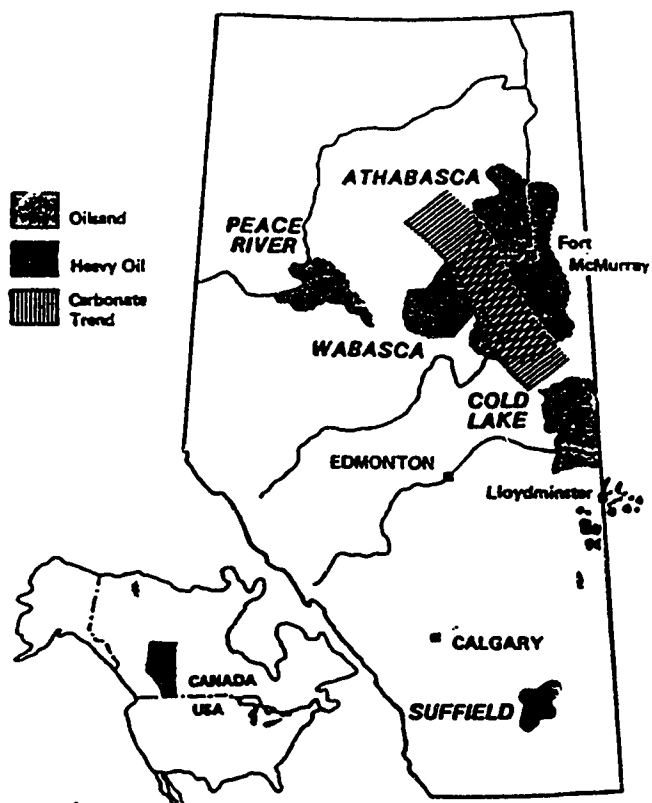 ATHABASCA
PEACE
RIVER
Oilsand
Heavy Oil
Carbonate
Trend
Fort
McMurray
WABASCA
COLD
LAKE
EDMONTON
Lloydminster
CALGARY
CANADA
USA
SUFFIELD